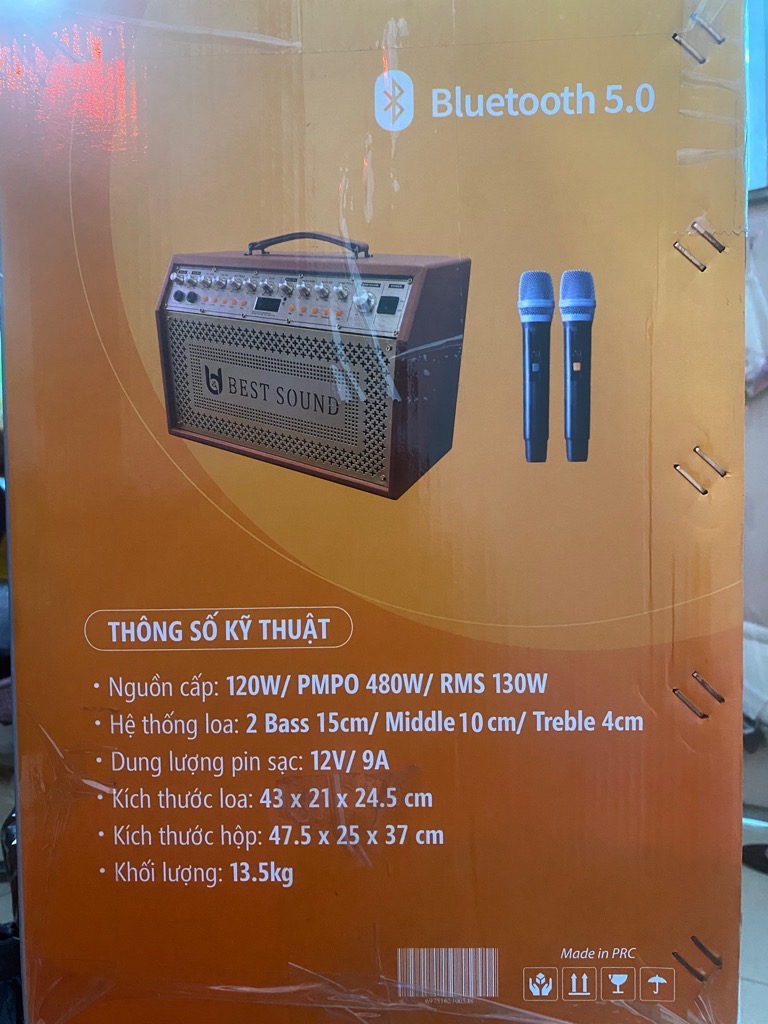 Bluetooth 5.0
BEST SOUND
THÔNG SỐ KỸ THUẬT
• Nguồn cấp: 120W/ PMPO 480W/ RMS 130W
• Hệ thống loa: 2 Bass 15cm/ Middle 10 cm/ Treble 4cm
• Dung lượng pin sạc: 12V/ 9A
• Kích thước loa: 43 x 21 x 24.5 cm
• Kích thước hộp: 47.5 x 25 x 37 cm
• Khối lượng: 13.5kg
Made in PRC